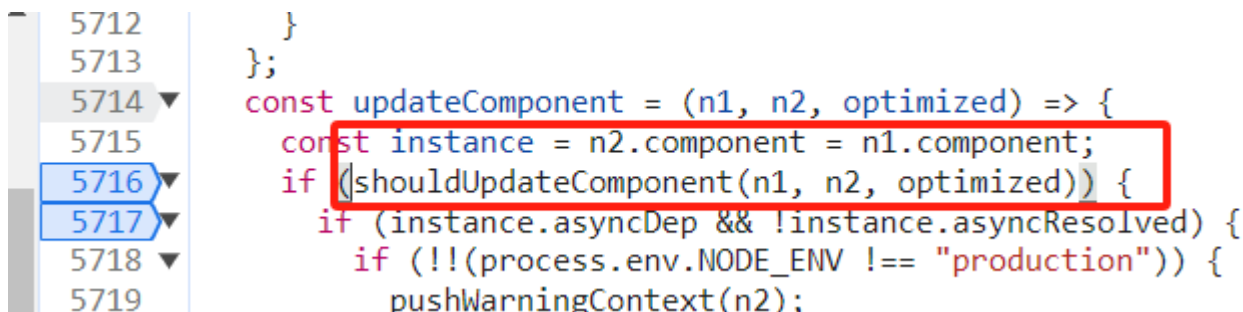 5712 }
5713 };
5714 const updateComponent = (n1, n2, optimized) => {
5715 const instance = n2.component = n1.component;
5716 if (shouldUpdateComponent(n1, n2, optimized)) {
5717 if (instance.asyncDep && !instance.asyncResolved) {
5718 if (!!(process.env.NODE_ENV !== "production")) {
5719 pushWarningContext(n2);